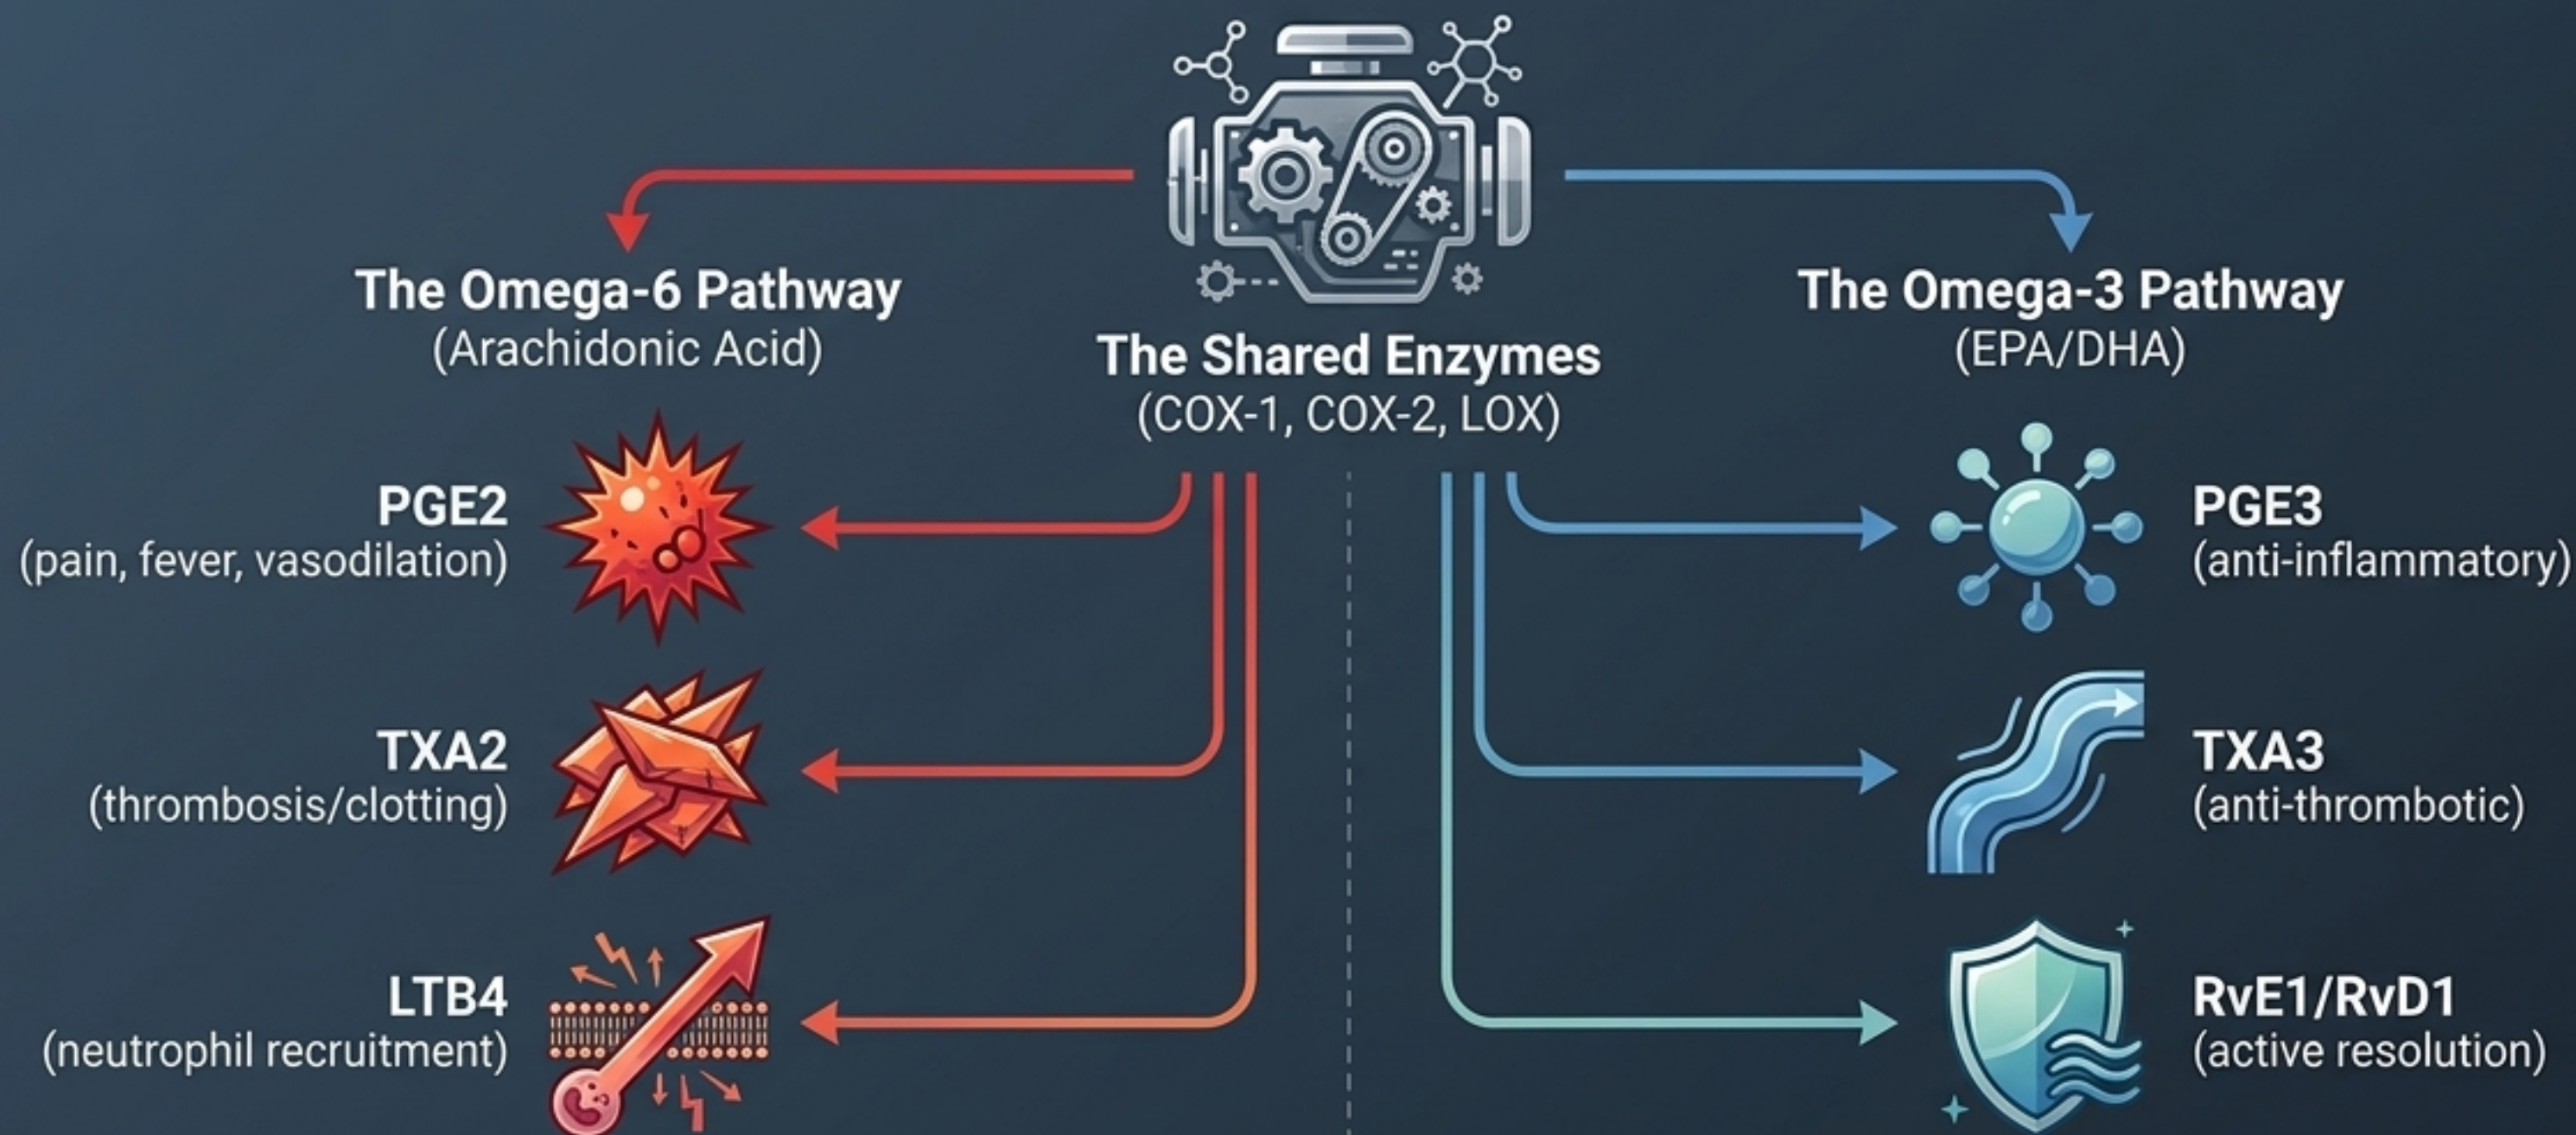 The Omega-6 Pathway
(Arachidonic Acid)
PGE2
(pain, fever, vasodilation)
TXA2
(thrombosis/clotting)
LTB4
(neutrophil recruitment)
The Shared Enzymes
(COX-1, COX-2, LOX)
The Omega-3 Pathway
(EPA/DHA)
PGE3
(anti-inflammatory)
TXA3
(anti-thrombotic)
RvE1/RvD1
(active resolution)